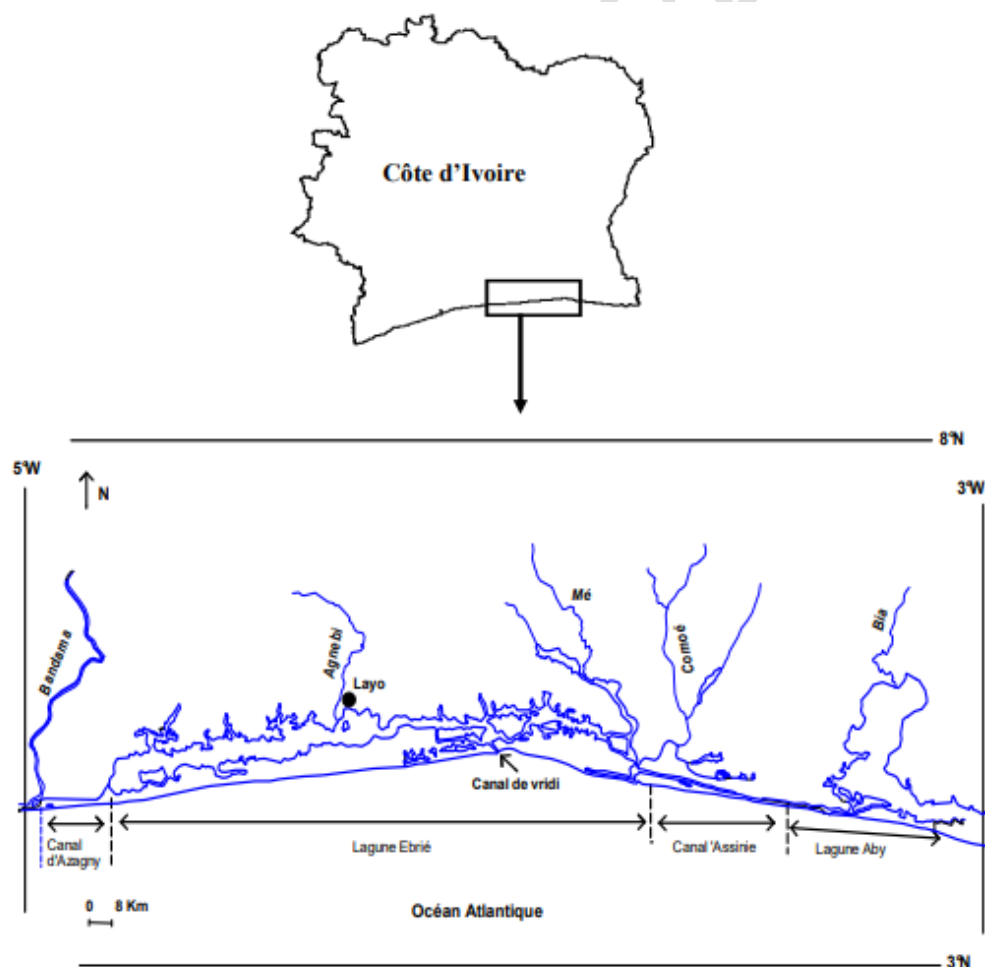 Côte d'Ivoire
8°N
5°W
3°W
N
Bandama
Agnebi
Layo
Mé
Comoé
Bia
Canal de vridi
Canal
d'Azagny
Lagune Ebrié
Canal 'Assinie
Lagune Aby
0 8 Km
Océan Atlantique
3°N